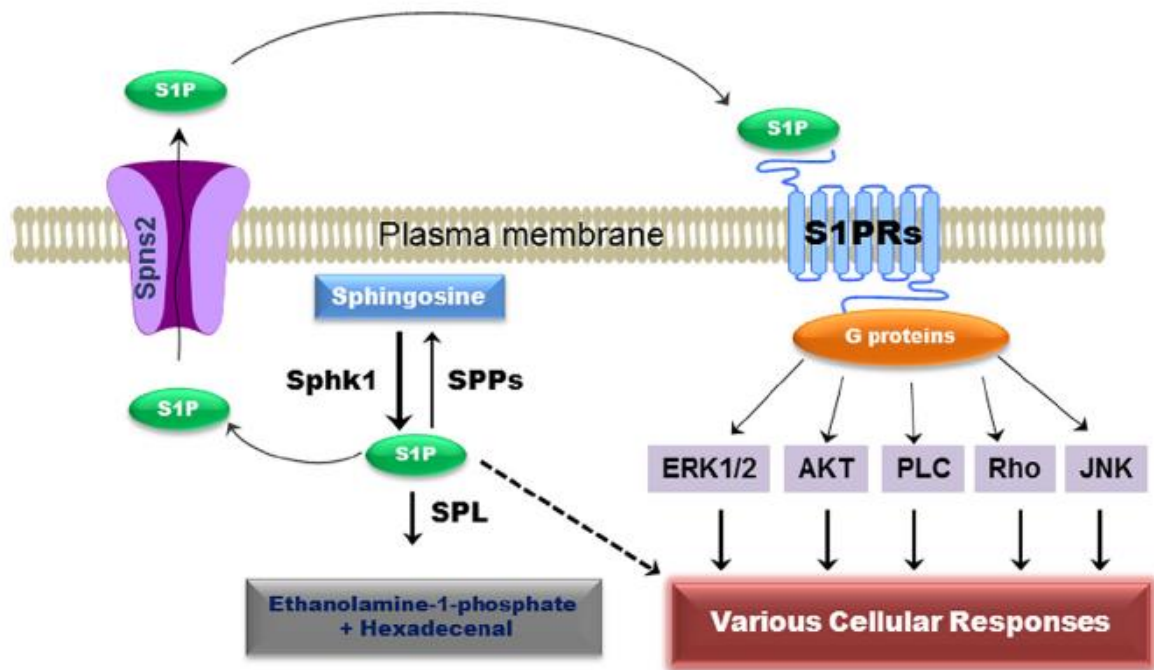 S1P
S1P
Spns2
Plasma membrane
S1PRs
Sphingosine
G proteins
Sphk1
SPPs
S1P
S1P
ERK1/2
AKT
PLC
Rho
JNK
SPL
Ethanolamine-1-phosphate
+ Hexadecenal
Various Cellular Responses